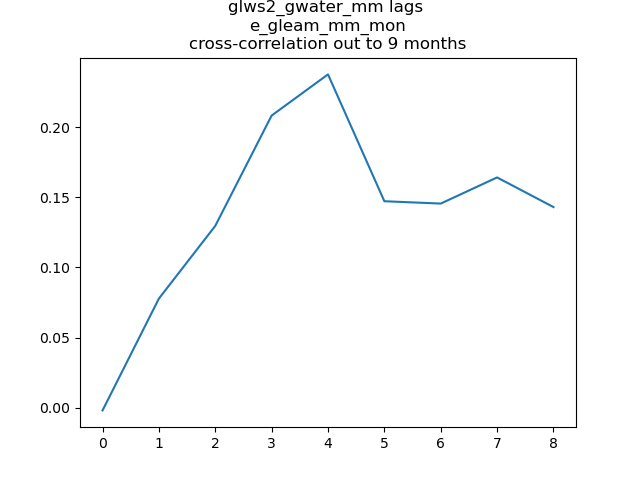 glws2_gwater_mm lags
e_gleam_mm_mon
cross-correlation out to 9 months
0.20
0.15
0.10
0.05
0.00
0 1 2 3 4 5 6 7 8